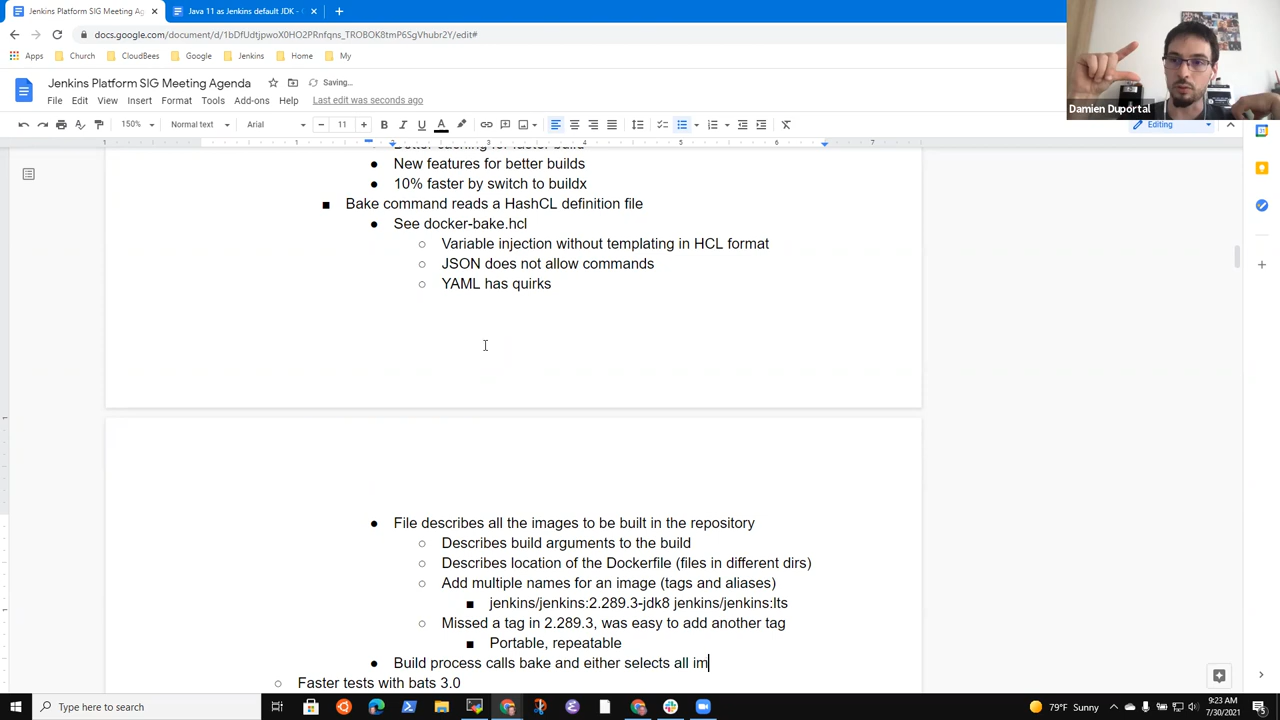 Jenkins Platform SIG Meeting Ag
Java 11 as Jenkins default JDK - 
docs.google.com/document/d/1bDfUdtjpwoX0HO2PRnfqns_TROBOK8tmP6SgVhubr2Y/edit#
Apps Church CloudBees Google Jenkins Home My
Jenkins Platform SIG Meeting Agenda
Saving...
File Edit View Insert Format Tools Add-ons Help Last edit was seconds ago
150% Normal text Arial 11 Editing
Damien Duportal
New features for better builds
10% faster by switch to buildx
Bake command reads a HashCL definition file
See docker-bake.hcl
Variable injection without templating in HCL format
JSON does not allow commands
YAML has quirks
File describes all the images to be built in the repository
Describes build arguments to the build
Describes location of the Dockerfile (files in different dirs)
Add multiple names for an image (tags and aliases)
jenkins/jenkins:2.289.3-jdk8 jenkins/jenkins:lts
Missed a tag in 2.289.3, was easy to add another tag
Portable, repeatable
Build process calls bake and either selects all im
Faster tests with bats 3.0
Type here to search
79°F Sunny
9:23 AM
7/30/2021